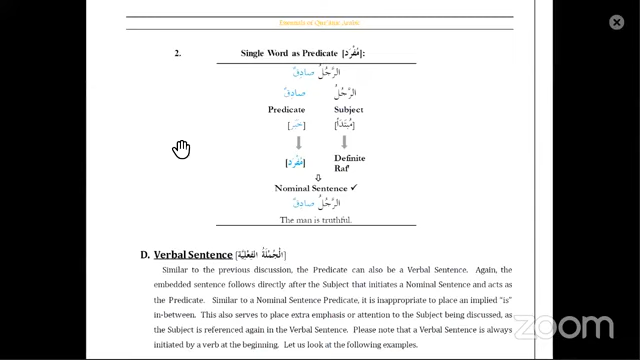 Essentials of Qur'ānic Arabic
2. Single Word as Predicate [مُفْرَد]:
الرَّجُلُ صادِقٌ
صادِقٌ الرَّجُلُ
Predicate Subject
[خَبَر] [مُبْتَدَأ]
[مُفْرَد] Definite
Raf'
Nominal Sentence ✓
الرَّجُلُ صادِقٌ
The man is truthful.
D. Verbal Sentence [الْجُمْلَةُ الفِعْلِيَّة]
Similar to the previous discussion, the Predicate can also be a Verbal Sentence. Again, the
embedded sentence follows directly after the Subject that initiates a Nominal Sentence and acts as
the Predicate. Similar to a Nominal Sentence Predicate, it is inappropriate to place an implied "is"
in-between. This also serves to place extra emphasis or attention to the Subject being discussed, as
the Subject is referenced again in the Verbal Sentence. Please note that a Verbal Sentence is always
initiated by a verb at the beginning. Let us look at the following examples.
zoom